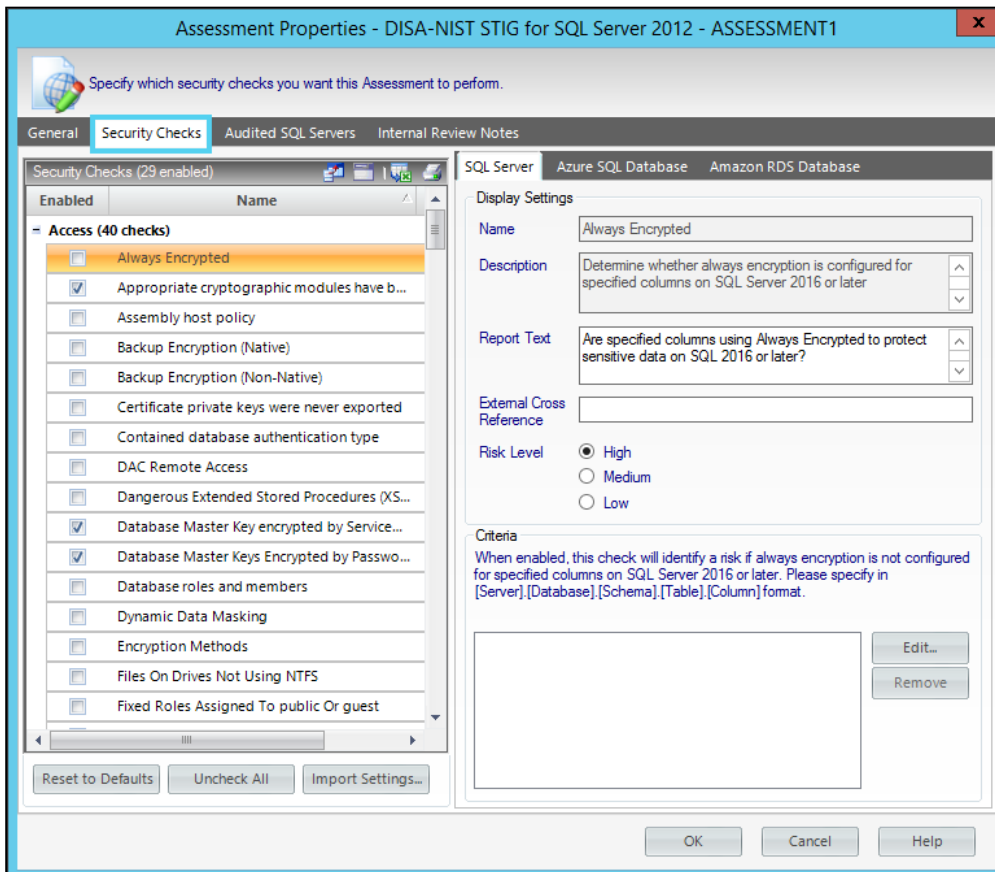 Assessment Properties - DISA-NIST STIG for SQL Server 2012 - ASSESSMENT1
x
Specify which security checks you want this Assessment to perform.
General
Security Checks
Audited SQL Servers
Internal Review Notes
Security Checks (29 enabled)
Enabled
Name
Access (40 checks)
Always Encrypted
Appropriate cryptographic modules have b...
Assembly host policy
Backup Encryption (Native)
Backup Encryption (Non-Native)
Certificate private keys were never exported
Contained database authentication type
DAC Remote Access
Dangerous Extended Stored Procedures (XS...
Database Master Key encrypted by Service...
Database Master Keys Encrypted by Passwo...
Database roles and members
Dynamic Data Masking
Encryption Methods
Files On Drives Not Using NTFS
Fixed Roles Assigned To public Or guest
Reset to Defaults
Uncheck All
Import Settings...
SQL Server
Azure SQL Database
Amazon RDS Database
Display Settings
Name
Always Encrypted
Description
Determine whether always encryption is configured for
specified columns on SQL Server 2016 or later
Report Text
Are specified columns using Always Encrypted to protect
sensitive data on SQL 2016 or later?
External Cross
Reference
Risk Level
High
Medium
Low
Criteria
When enabled, this check will identify a risk if always encryption is not configured
for specified columns on SQL Server 2016 or later. Please specify in
[Server].[Database].[Schema].[Table].[Column] format.
Edit...
Remove
OK
Cancel
Help